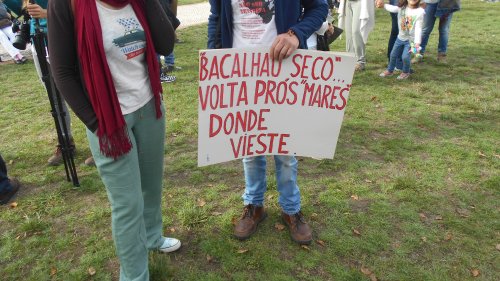 BACALHAU SECO"...
VOLTA PRÓS "MARES
DONDE
VIESTE.